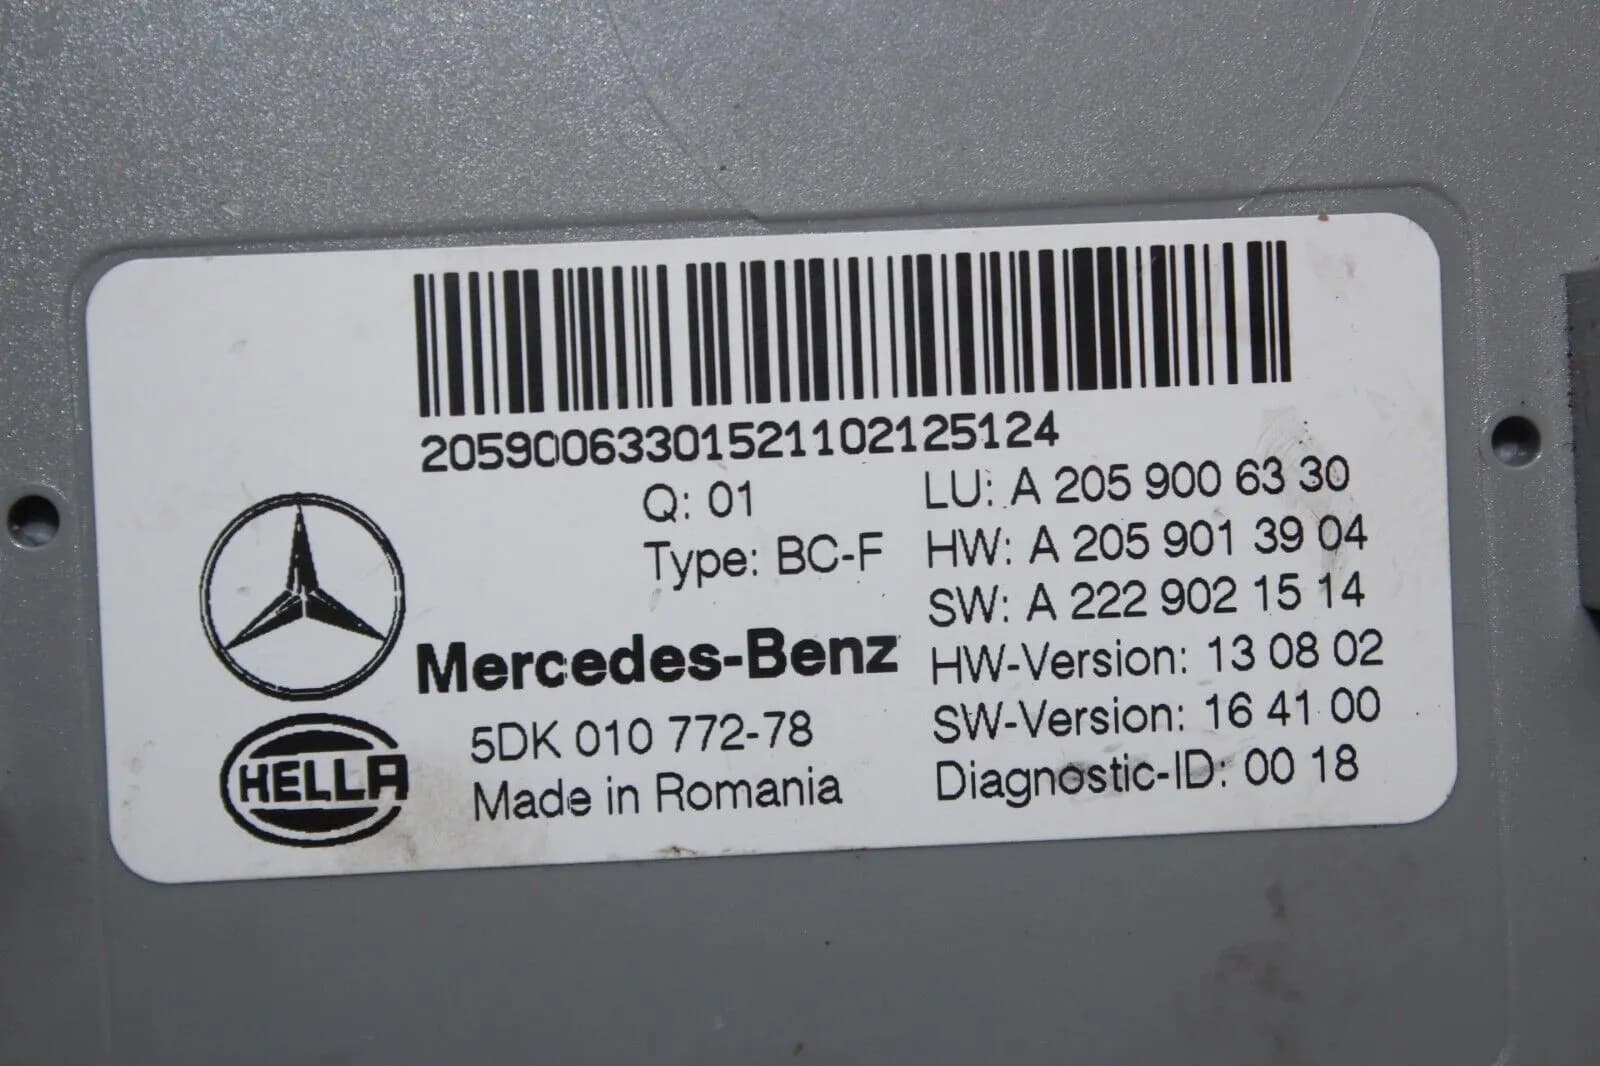 205900633015211021251​24
Q: 01
Type: BC-F
LU: A 205 900 63 30
HW: A 205 901 39 04
SW: A 222 902 15 14
HW-Version: 13 08 02
SW-Version: 16 41 00
Diagnostic-ID: 00 18
Mercedes-Benz
HELLA
5DK 010 772-78
Made in Romania